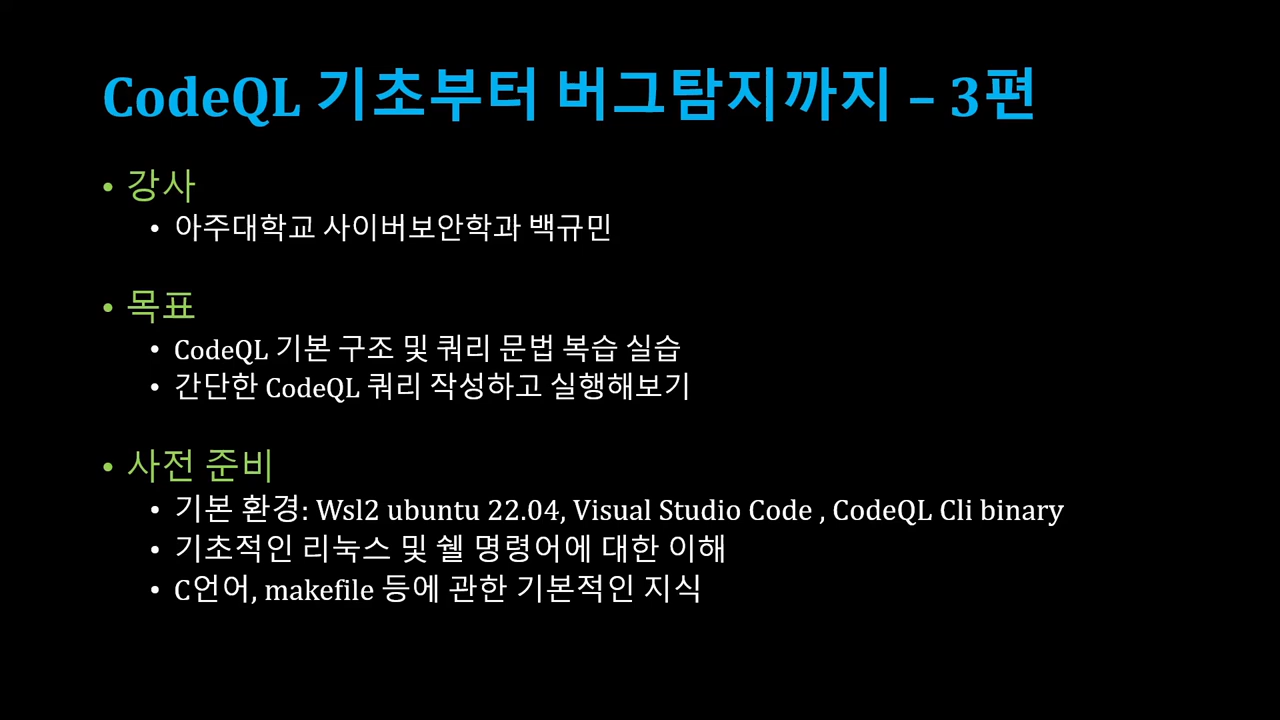 CodeQL 기초부터 버그탐지까지 – 3편
• 강사
• 아주대학교 사이버보안학과 백규민
• 목표
• CodeQL 기본 구조 및 쿼리 문법 복습 실습
• 간단한 CodeQL 쿼리 작성하고 실행해보기
• 사전 준비
• 기본 환경: Wsl2 ubuntu 22.04, Visual Studio Code , CodeQL Cli binary
• 기초적인 리눅스 및 쉘 명령어에 대한 이해
• C언어, makefile 등에 관한 기본적인 지식